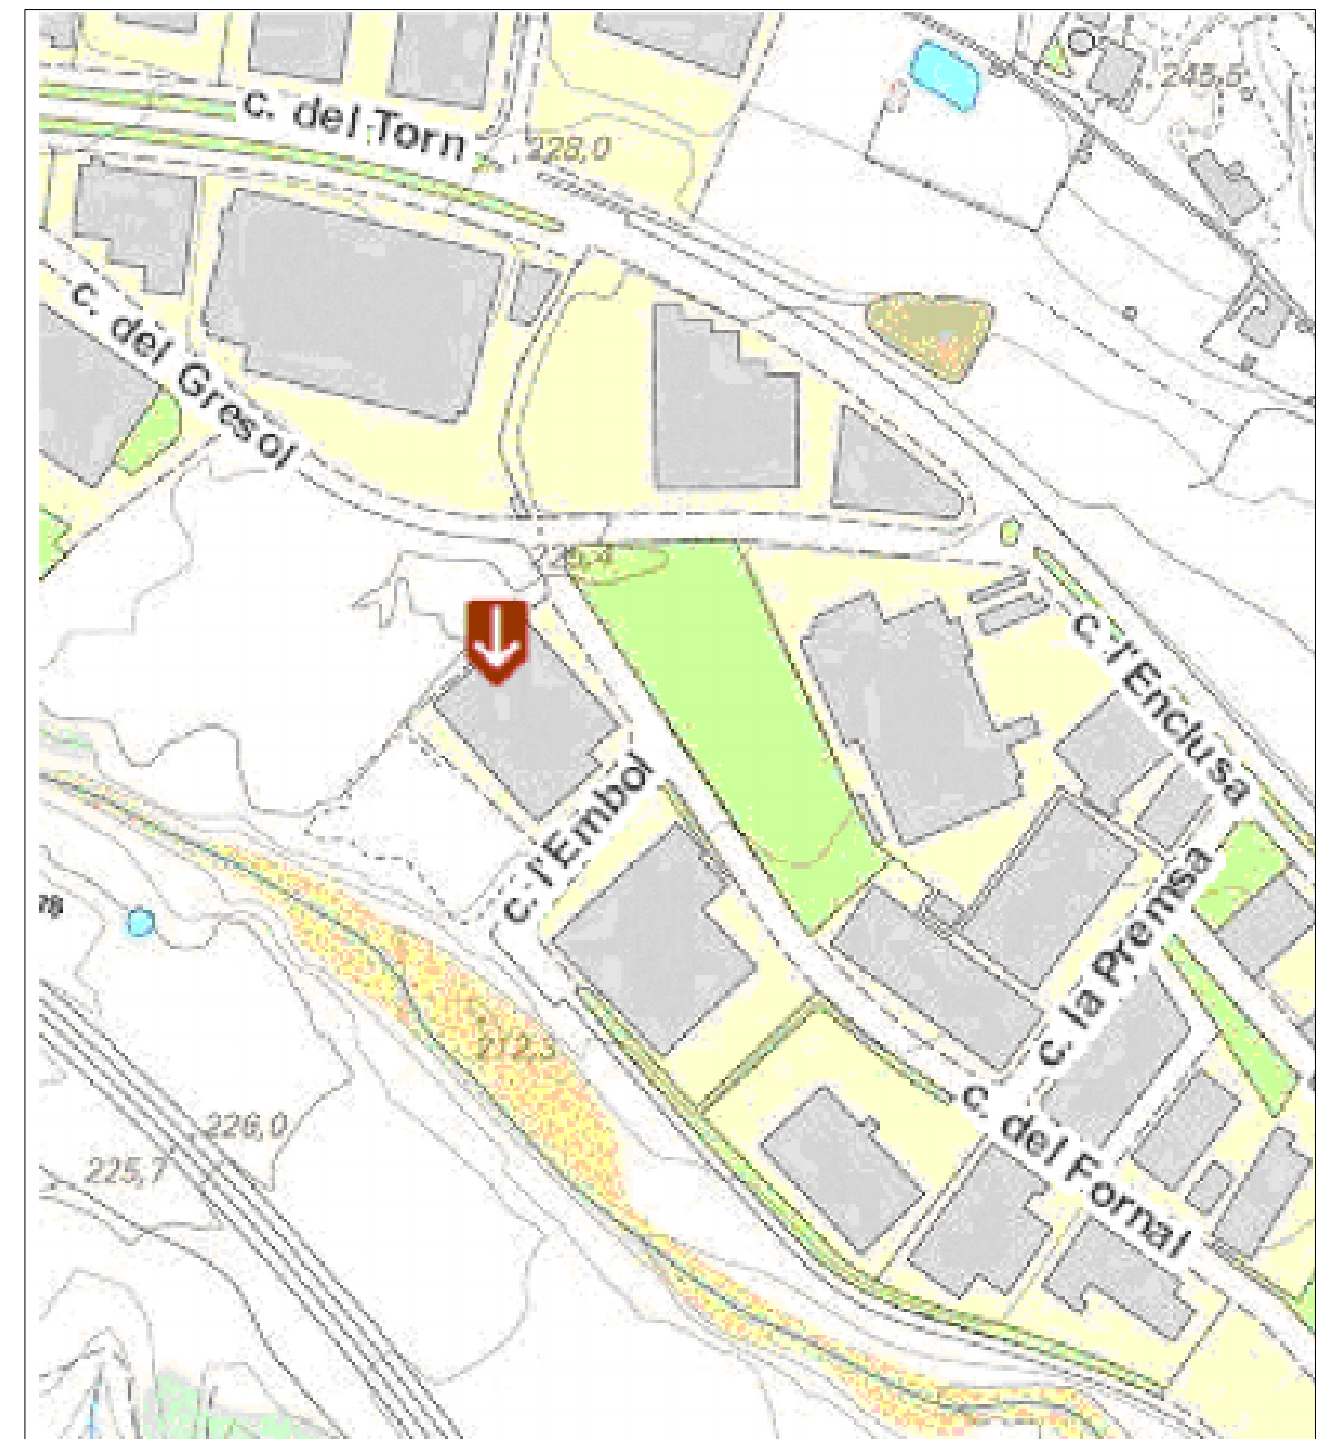 245,5
c. del Torn
228,0
c. del Gresol
225,4
c. l'Enclusa
c. l'Embol
c. la Premsa
212,3
c. del Fornal
226,0
225,7